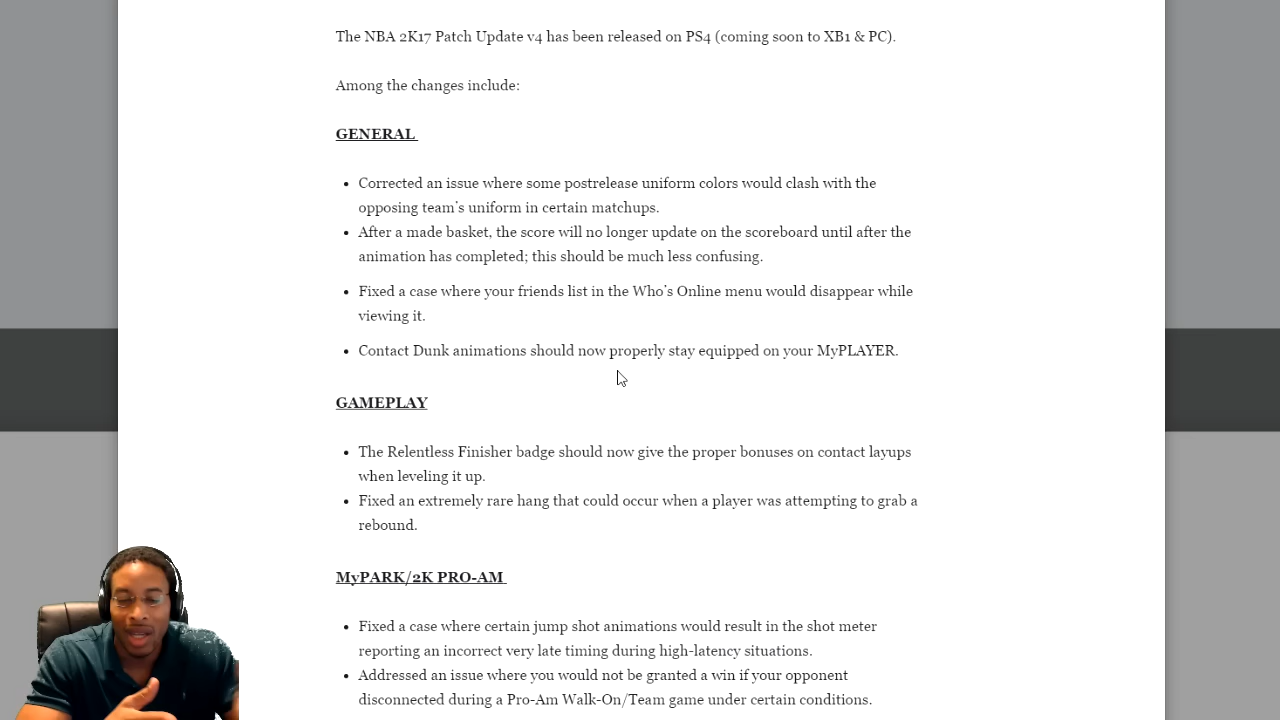 The NBA 2K17 Patch Update v4 has been released on PS4 (coming soon to XB1 & PC).
Among the changes include:
GENERAL
• Corrected an issue where some postrelease uniform colors would clash with the
opposing team's uniform in certain matchups.
• After a made basket, the score will no longer update on the scoreboard until after the
animation has completed; this should be much less confusing.
• Fixed a case where your friends list in the Who's Online menu would disappear while
viewing it.
• Contact Dunk animations should now properly stay equipped on your MyPLAYER.
GAMEPLAY
• The Relentless Finisher badge should now give the proper bonuses on contact layups
when leveling it up.
• Fixed an extremely rare hang that could occur when a player was attempting to grab a
rebound.
MyPARK/2K PRO-AM
• Fixed a case where certain jump shot animations would result in the shot meter
reporting an incorrect very late timing during high-latency situations.
• Addressed an issue where you would not be granted a win if your opponent
disconnected during a Pro-Am Walk-On/Team game under certain conditions.